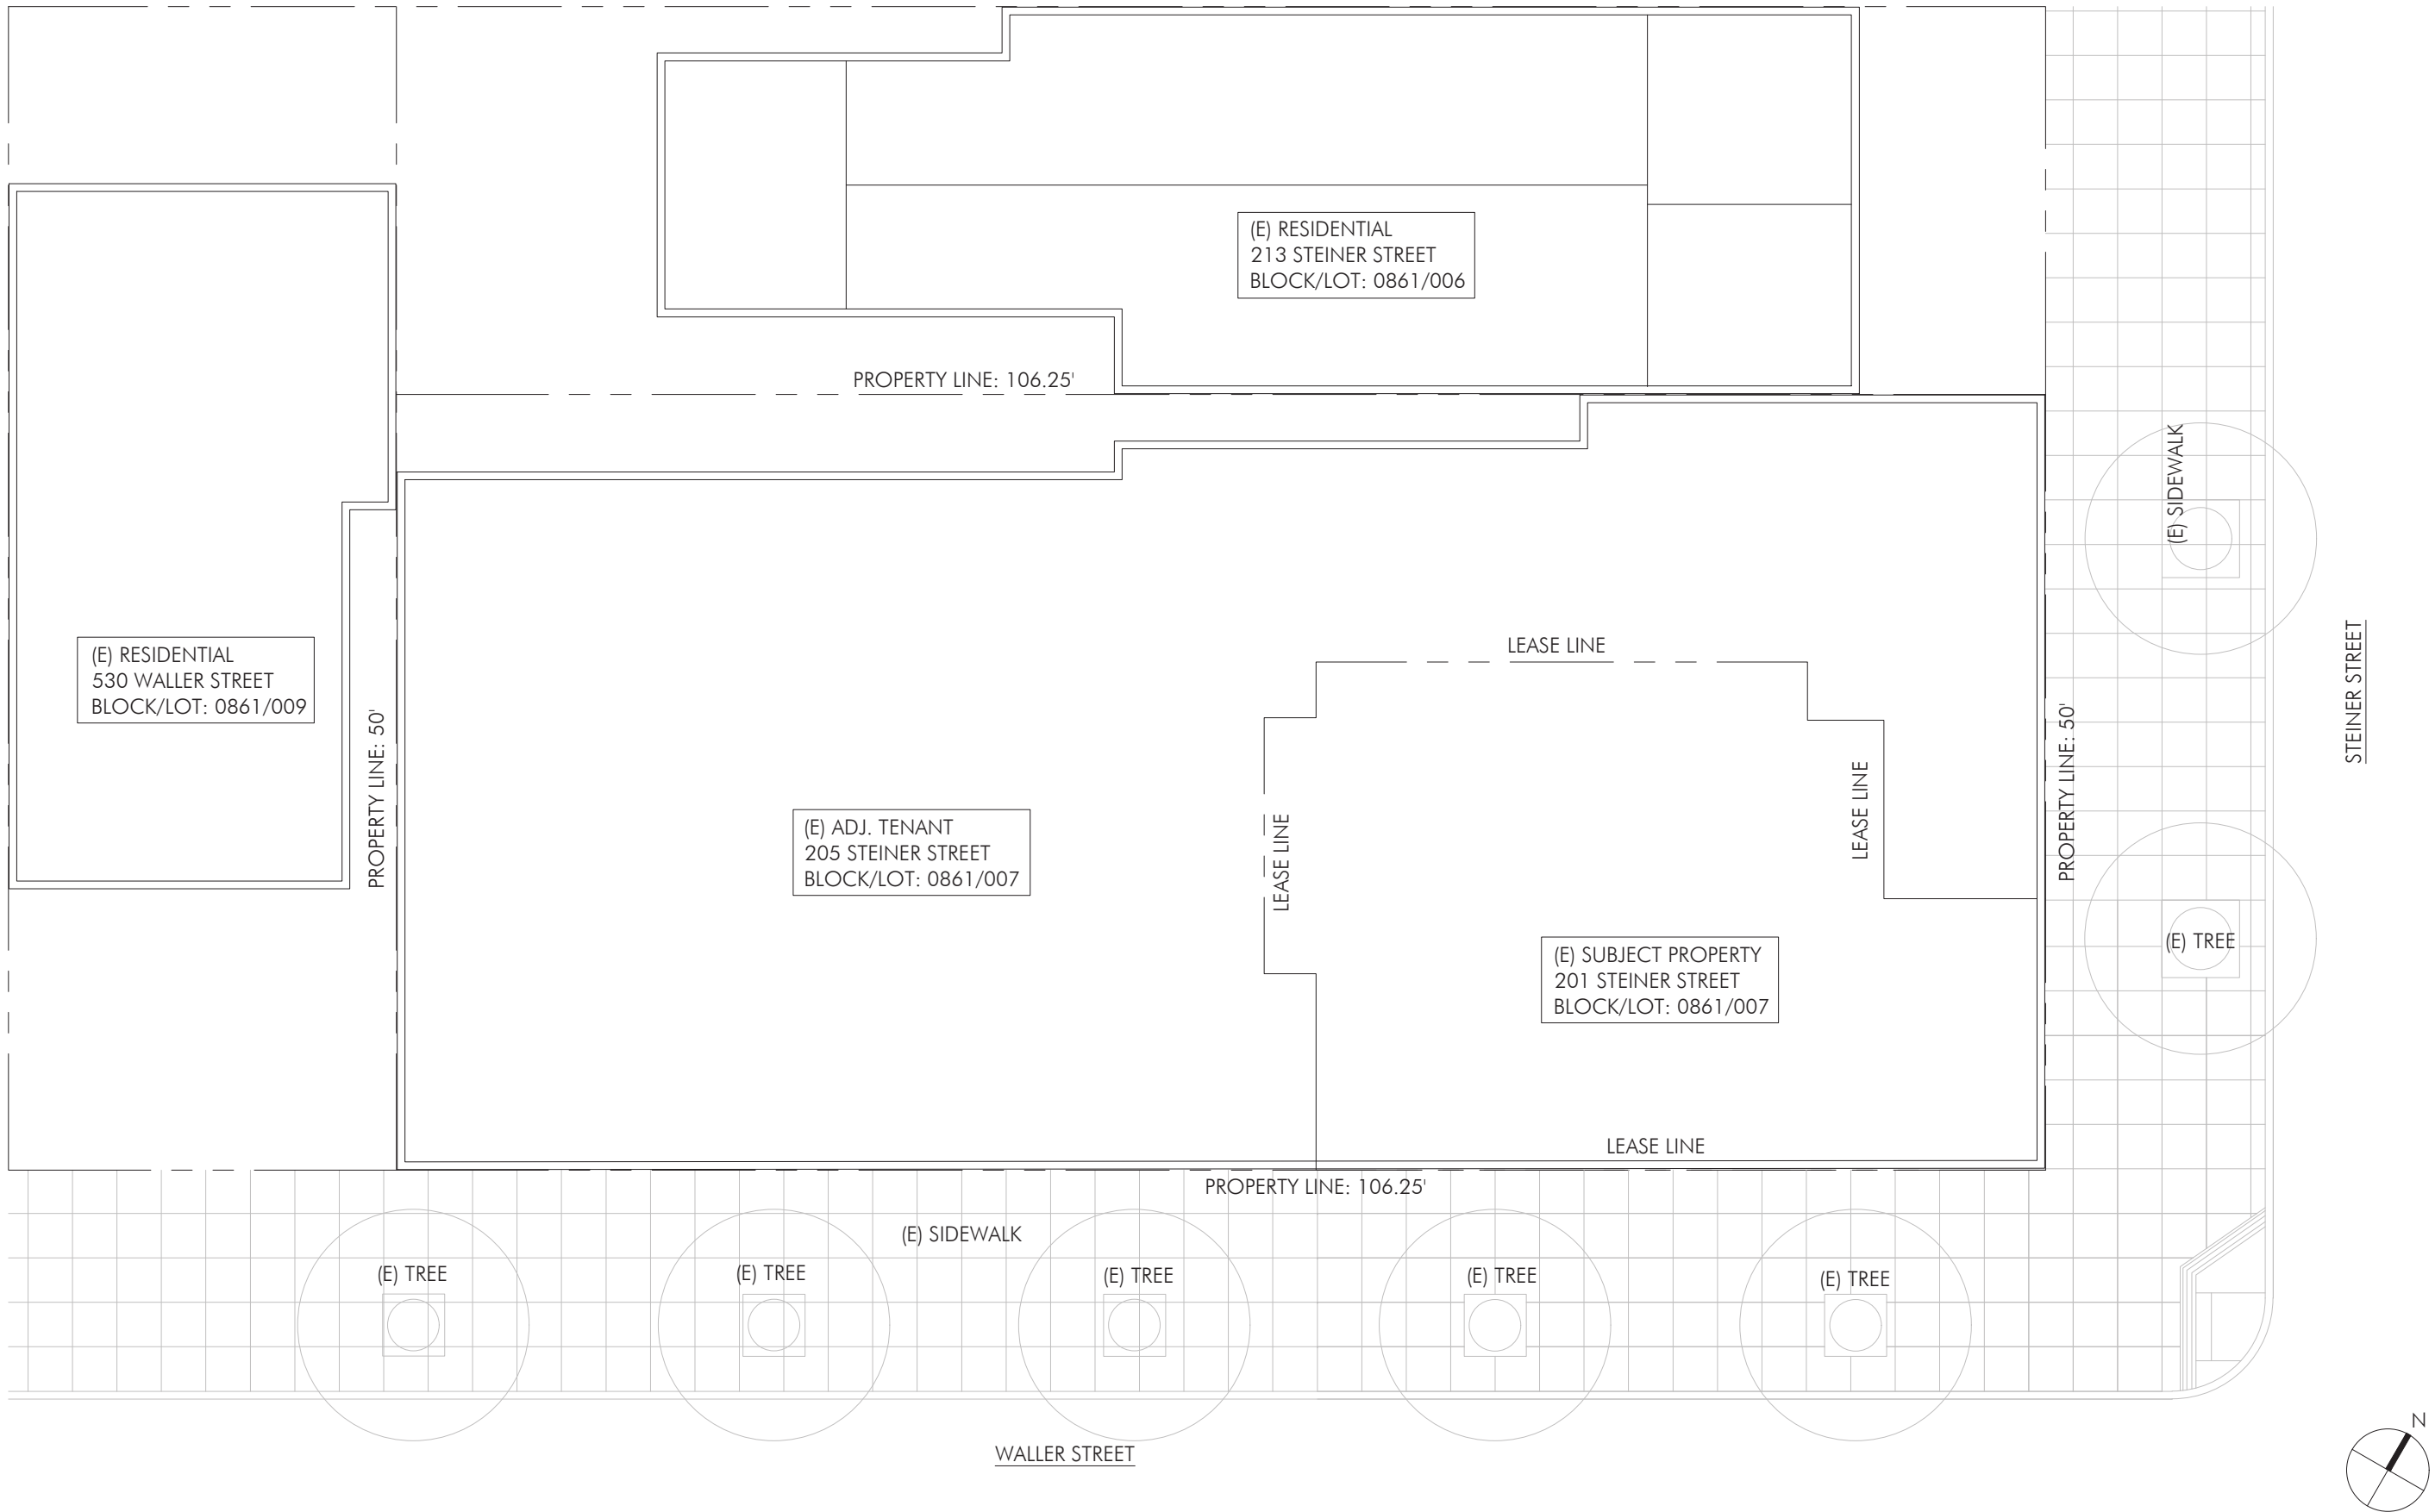 (E) RESIDENTIAL
213 STEINER STREET
BLOCK/LOT: 0861/006
PROPERTY LINE: 106.25'
(E) SIDEWALK
(E) RESIDENTIAL
530 WALLER STREET
BLOCK/LOT: 0861/009
PROPERTY LINE: 50'
LEASE LINE
LEASE LINE
PROPERTY LINE: 50'
STEINER STREET
(E) ADJ. TENANT
205 STEINER STREET
BLOCK/LOT: 0861/007
LEASE LINE
(E) SUBJECT PROPERTY
201 STEINER STREET
BLOCK/LOT: 0861/007
(E) TREE
LEASE LINE
PROPERTY LINE: 106.25'
(E) SIDEWALK
(E) TREE
(E) TREE
(E) TREE
(E) TREE
(E) TREE
WALLER STREET
N